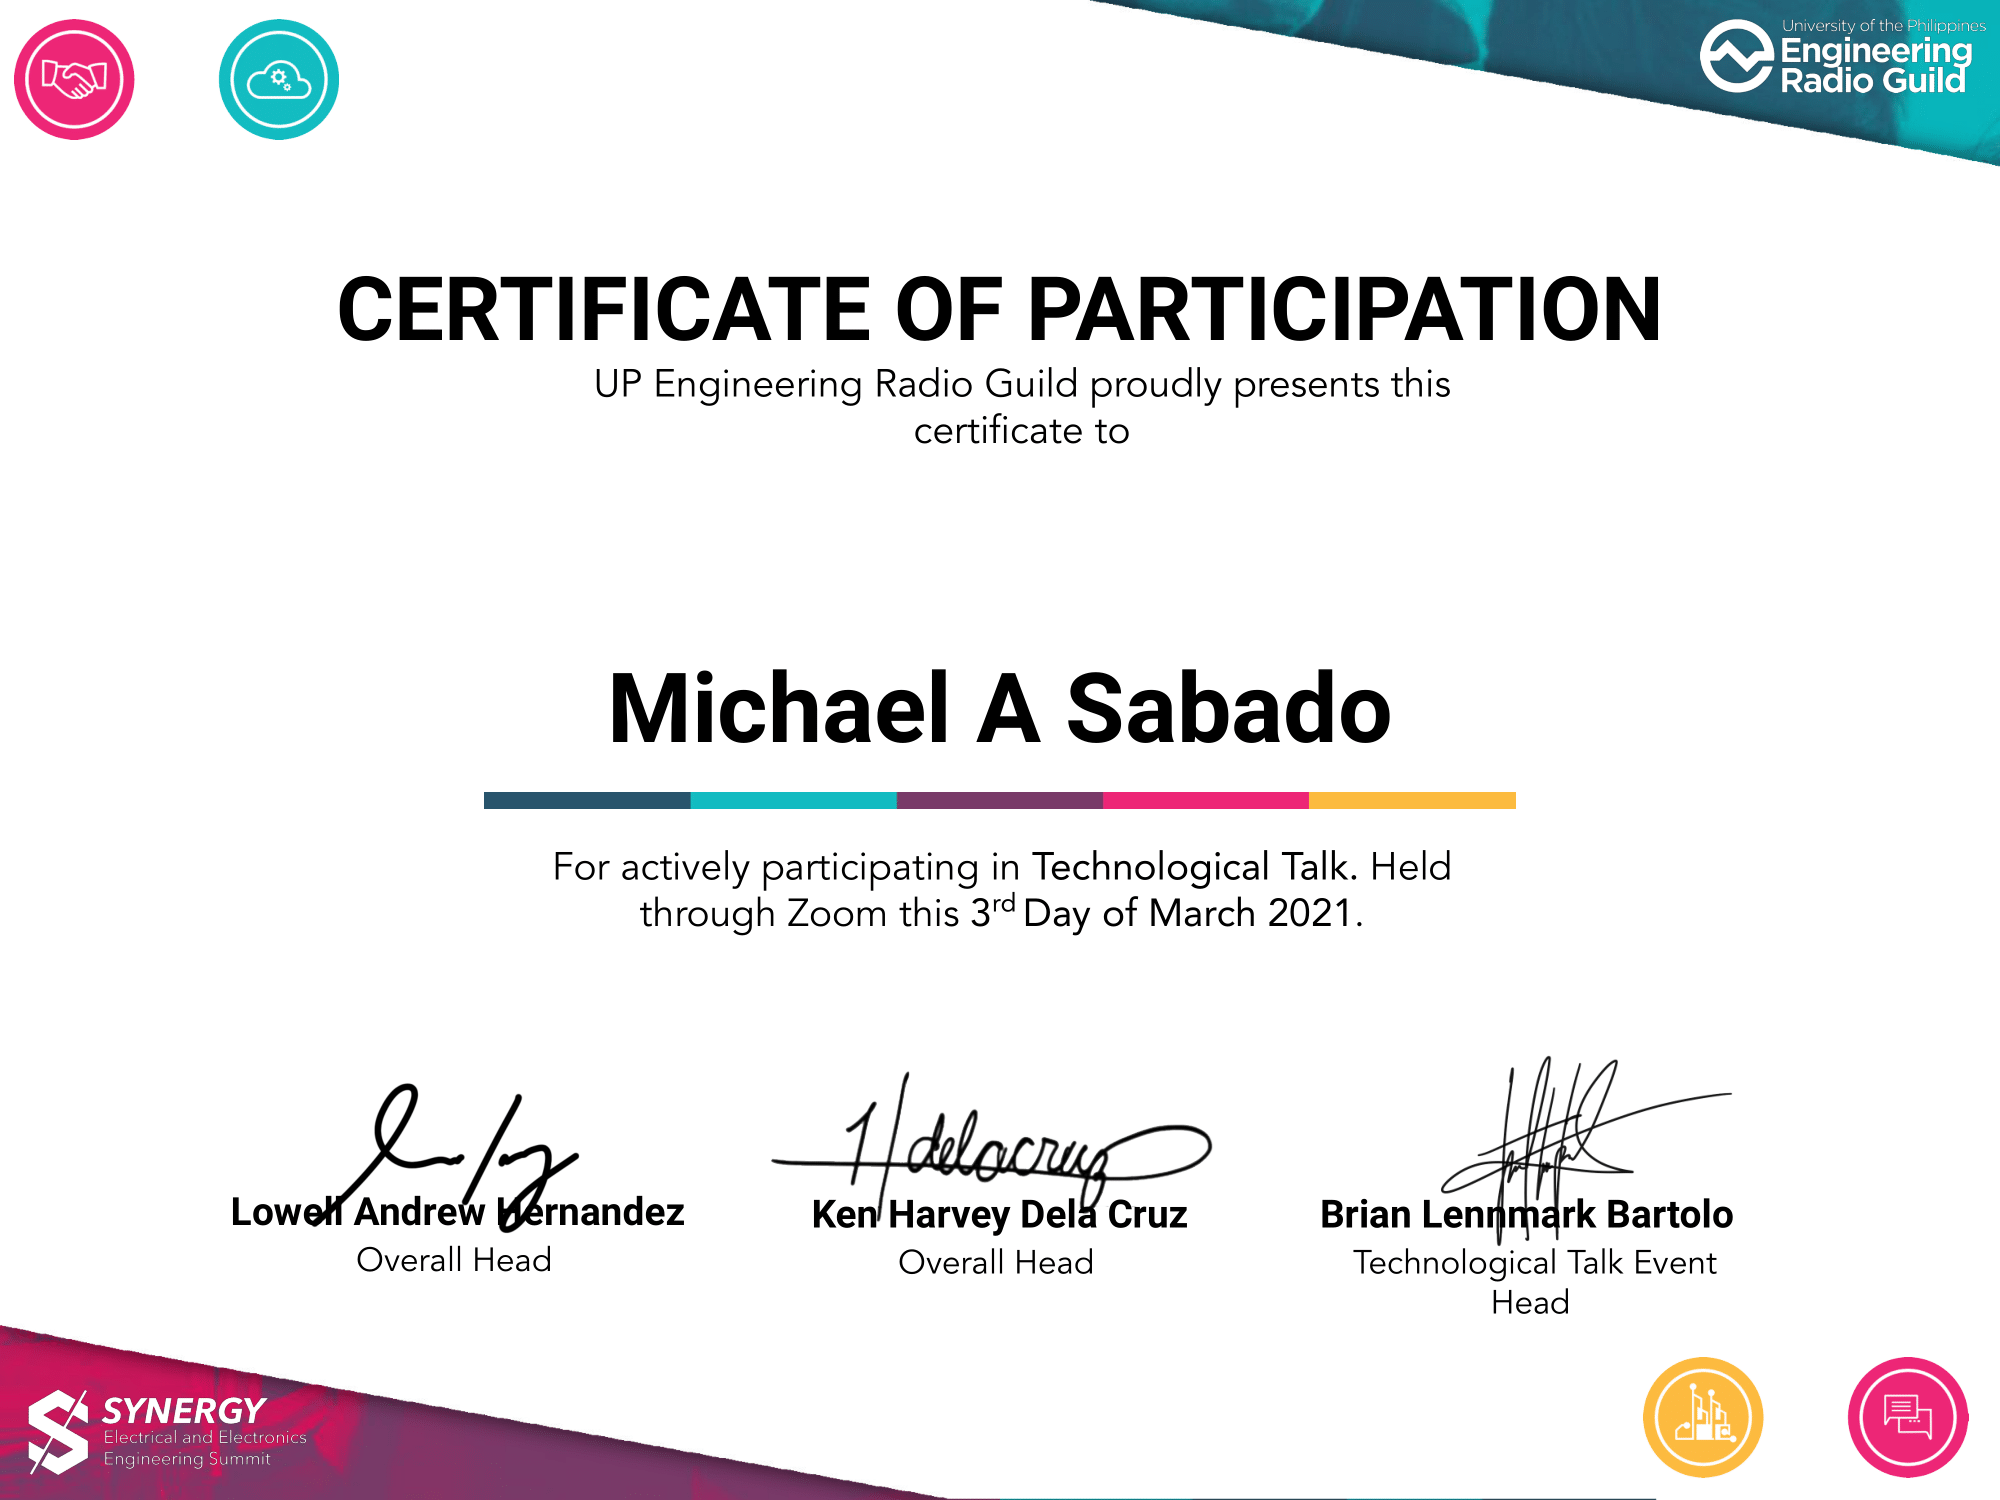 University of the Philippines
Engineering
Radio Guild
CERTIFICATE OF PARTICIPATION
UP Engineering Radio Guild proudly presents this
certificate to
Michael A Sabado
For actively participating in Technological Talk. Held
through Zoom this 3rd Day of March 2021.
delacruz
Lowell Andrew Hernandez
Overall Head
Ken Harvey Dela Cruz
Overall Head
Brian Lennmark Bartolo
Technological Talk Event
Head
SYNERGY
Electrical and Electronics
Engineering Summit